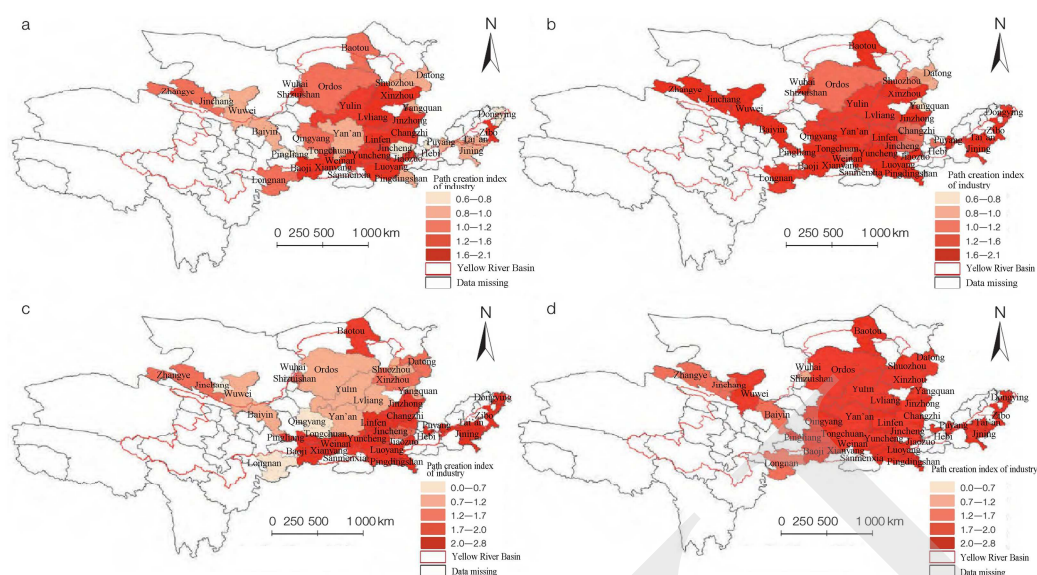 a
N
Baotou
Datong
Wuhai
Ordos
Shuozhou
Shizuishan
Xinzhou
Zhangye
Jinchang
Wuwei
Yulin
Yangquan
Lvliang
Jinzhong
Dongying
Baiyin
Qingyang
Yan'an
Linfen
Changzhi
Zibo
Tai'an
Pingliang
Tongchuan
Jincheng
Puyang
Jining
Weinan
Yuncheng
Jiaozuo
Hebi
Longnan
Baoji
Xianyang
Luoyang
Sanmenxia
Pingdingshan
Path creation index
of industry
0.6—0.8
0.8—1.0
1.0—1.2
1.2—1.6
1.6—2.1
Yellow River Basin
Data missing
0 250 500 1 000 km
b
N
Baotou
Datong
Wuhai
Ordos
Shuozhou
Shizuishan
Xinzhou
Zhangye
Jinchang
Wuwei
Yulin
Yangquan
Lvliang
Jinzhong
Dongying
Baiyin
Qingyang
Yan'an
Linfen
Changzhi
Zibo
Tai'an
Pingliang
Tongchuan
Jincheng
Puyang
Jining
Weinan
Yuncheng
Jiaozuo
Hebi
Longnan
Baoji
Xianyang
Luoyang
Sanmenxia
Pingdingshan
Path creation index
of industry
0.6—0.8
0.8—1.0
1.0—1.2
1.2—1.6
1.6—2.1
Yellow River Basin
Data missing
0 250 500 1 000 km
c
N
Baotou
Datong
Wuhai
Ordos
Shuozhou
Shizuishan
Xinzhou
Zhangye
Jinchang
Wuwei
Yulin
Yangquan
Lvliang
Jinzhong
Dongying
Baiyin
Qingyang
Yan'an
Linfen
Changzhi
Zibo
Tai'an
Pingliang
Tongchuan
Jincheng
Puyang
Jining
Weinan
Yuncheng
Jiaozuo
Hebi
Longnan
Baoji
Xianyang
Luoyang
Sanmenxia
Pingdingshan
Path creation index of industry
0.0—0.7
0.7—1.2
1.2—1.7
1.7—2.0
2.0—2.8
Yellow River Basin
Data missing
0 250 500 1 000 km
d
N
Baotou
Datong
Wuhai
Ordos
Shuozhou
Shizuishan
Xinzhou
Zhangye
Jinchang
Wuwei
Yulin
Yangquan
Lvliang
Jinzhong
Dongying
Baiyin
Qingyang
Yan'an
Linfen
Changzhi
Zibo
Tai'an
Pingliang
Tongchuan
Jincheng
Puyang
Jining
Weinan
Yuncheng
Jiaozuo
Hebi
Longnan
Baoji
Xianyang
Luoyang
Sanmenxia
Pingdingshan
Path creation index of industry
0.0—0.7
0.7—1.2
1.2—1.7
1.7—2.0
2.0—2.8
Yellow River Basin
Data missing
0 250 500 1 000 km